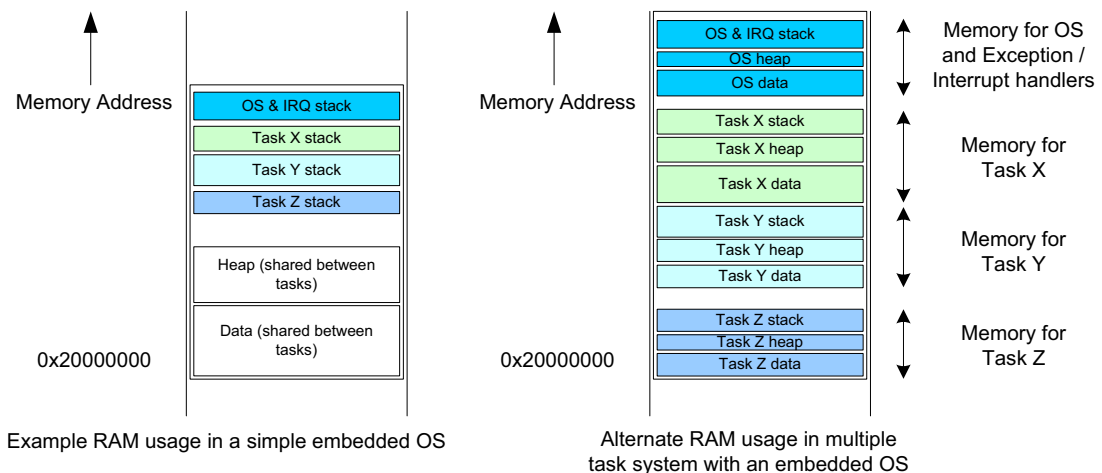 Memory Address
OS & IRQ stack
Task X stack
Task Y stack
Task Z stack
Heap (shared between
tasks)
Data (shared between
tasks)
0x20000000
Example RAM usage in a simple embedded OS
Memory Address
OS & IRQ stack
OS heap
OS data
Task X stack
Task X heap
Task X data
Task Y stack
Task Y heap
Task Y data
Task Z stack
Task Z heap
Task Z data
0x20000000
Memory for OS
and Exception /
Interrupt handlers
Memory for
Task X
Memory for
Task Y
Memory for
Task Z
Alternate RAM usage in multiple
task system with an embedded OS